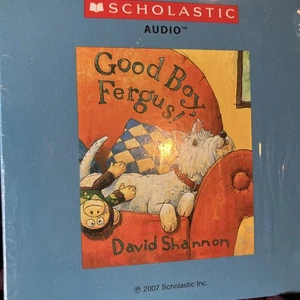 SCHOLASTIC
AUDIO™
Good Boy,
Fergus!
David Shannon
℗ 2007 Scholastic Inc.